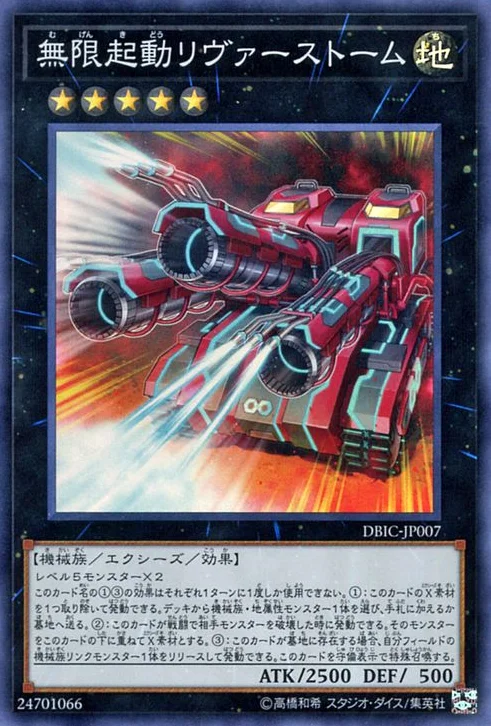 無限起動リヴァーストーム 地
DBIC-JP007
【機械族/エクシーズ/効果】
レベル5モンスター×2
このカード名の①③の効果はそれぞれ1ターンに1度しか使用できない。①:このカードのX素材
を1つ取り除いて発動できる。デッキから機械族・地属性モンスター1体を選び、手札に加えるか
墓地へ送る。②:このカードが戦闘で相手モンスターを破壊した時に発動できる。そのモンスター
をこのカードの下に重ねてX素材とする。③:このカードが墓地に存在する場合、自分フィールドの
機械族リンクモンスター1体をリリースして発動できる。このカードを守備表示で特殊召喚する。
ATK/2500 DEF/ 500
24701066 ©高橋和希 スタジオ・ダイス/集英社